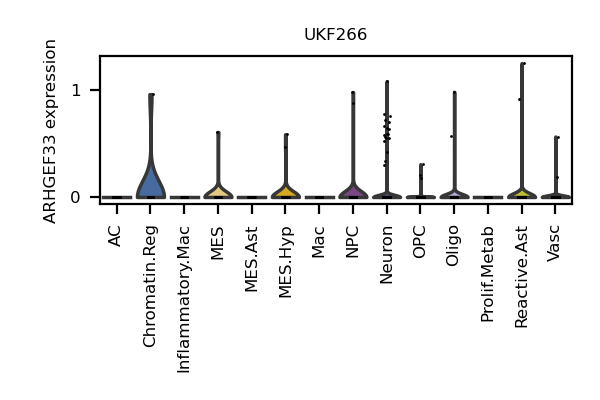 UKF266
ARHGEF33 expression
1
0
AC
Chromatin.Reg
Inflammatory.Mac
MES
MES.Ast
MES.Hyp
Mac
NPC
Neuron
OPC
Oligo
Prolif.Metab
Reactive.Ast
Vasc